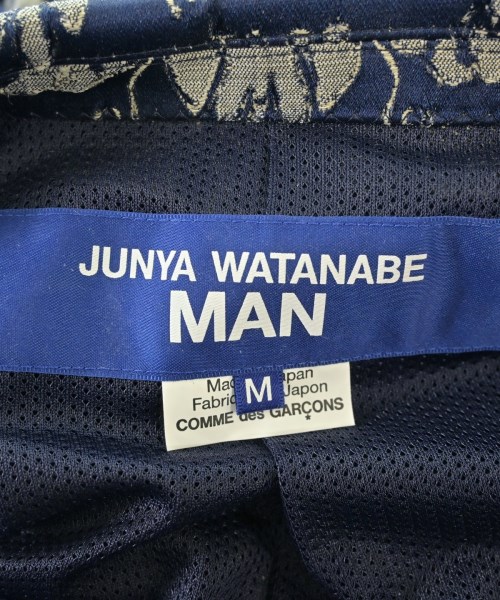 JUNYA WATANABE
MAN
M
Japan
Japon
COMME des GARÇONS